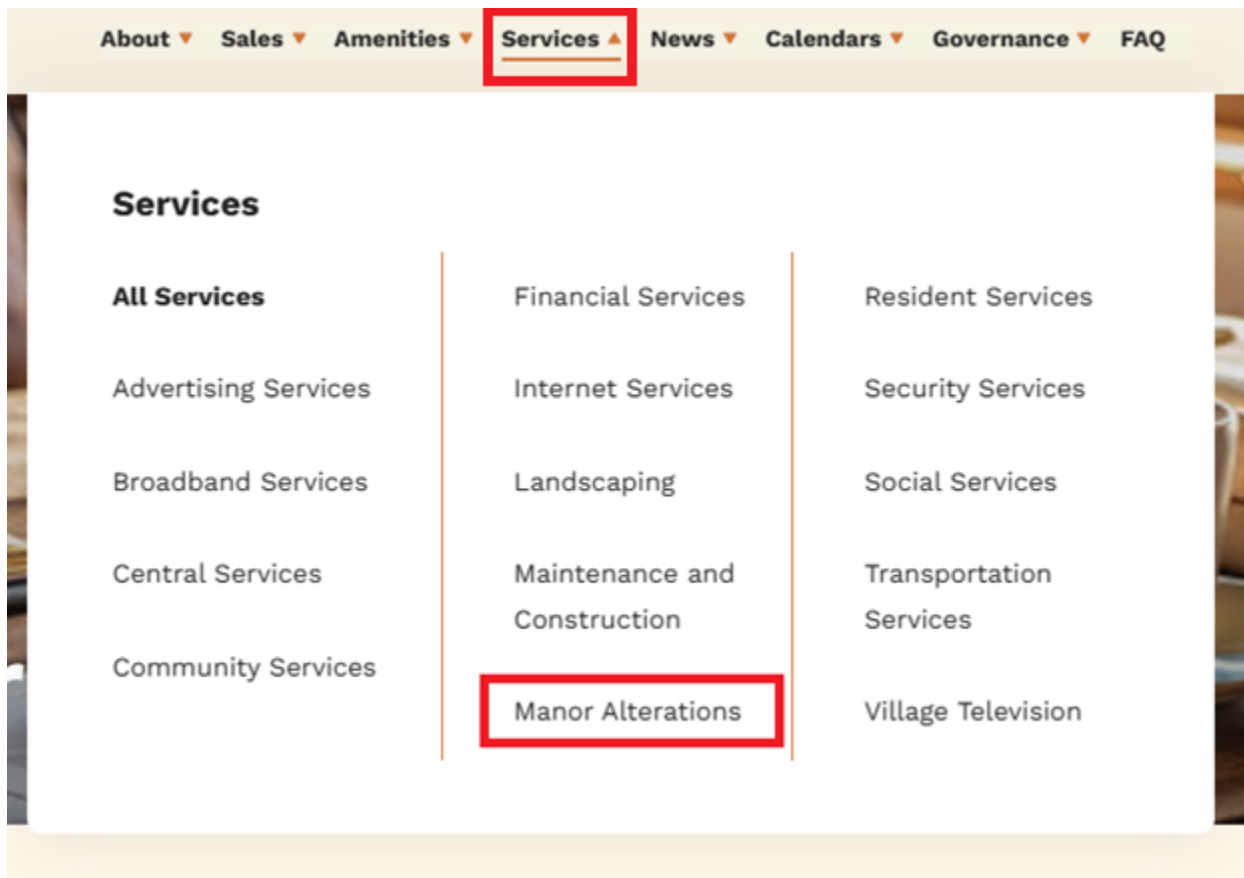 About ▼ Sales ▼ Amenities ▼ Services ▲ News ▼ Calendars ▼ Governance ▼ FAQ
Services
All Services
Advertising Services
Broadband Services
Central Services
Community Services
Financial Services
Internet Services
Landscaping
Maintenance and
Construction
Manor Alterations
Resident Services
Security Services
Social Services
Transportation
Services
Village Television